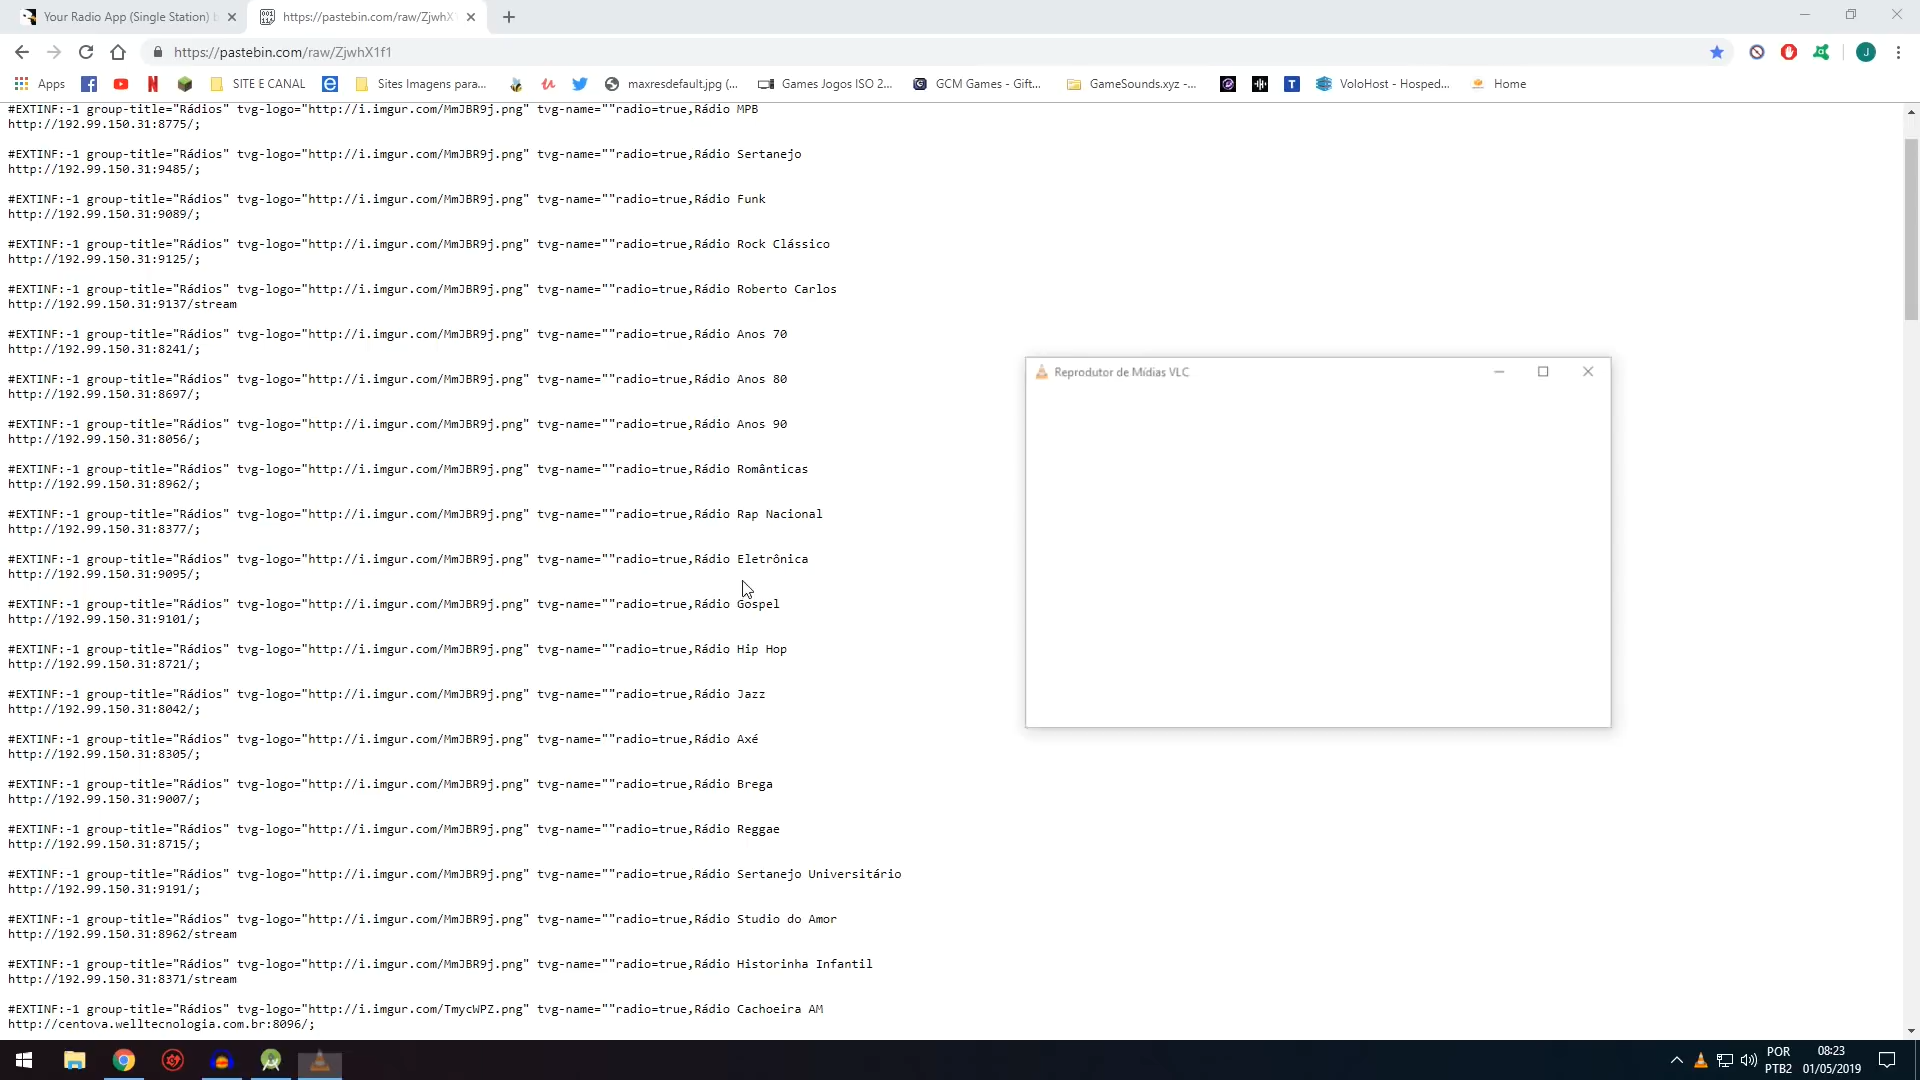 Your Radio App (Single Station) b
https://pastebin.com/raw/ZjwhX1
https://pastebin.com/raw/ZjwhX1f1
Apps
SITE E CANAL
Sites Imagens para...
maxresdefault.jpg (...
Games Jogos ISO 2...
GCM Games - Gift...
GameSounds.xyz -...
VoloHost - Hosped...
Home
#EXTINF:-1 group-title="Rádios" tvg-logo="http://i.imgur.com/MmJBR9j.png" tvg-name=""radio=true,Rádio MPB
http://192.99.150.31:8775/;
#EXTINF:-1 group-title="Rádios" tvg-logo="http://i.imgur.com/MmJBR9j.png" tvg-name=""radio=true,Rádio Sertanejo
http://192.99.150.31:9485/;
#EXTINF:-1 group-title="Rádios" tvg-logo="http://i.imgur.com/MmJBR9j.png" tvg-name=""radio=true,Rádio Funk
http://192.99.150.31:9089/;
#EXTINF:-1 group-title="Rádios" tvg-logo="http://i.imgur.com/MmJBR9j.png" tvg-name=""radio=true,Rádio Rock Clássico
http://192.99.150.31:9125/;
#EXTINF:-1 group-title="Rádios" tvg-logo="http://i.imgur.com/MmJBR9j.png" tvg-name=""radio=true,Rádio Roberto Carlos
http://192.99.150.31:9137/stream
#EXTINF:-1 group-title="Rádios" tvg-logo="http://i.imgur.com/MmJBR9j.png" tvg-name=""radio=true,Rádio Anos 70
http://192.99.150.31:8241/;
#EXTINF:-1 group-title="Rádios" tvg-logo="http://i.imgur.com/MmJBR9j.png" tvg-name=""radio=true,Rádio Anos 80
http://192.99.150.31:8697/;
#EXTINF:-1 group-title="Rádios" tvg-logo="http://i.imgur.com/MmJBR9j.png" tvg-name=""radio=true,Rádio Anos 90
http://192.99.150.31:8056/;
#EXTINF:-1 group-title="Rádios" tvg-logo="http://i.imgur.com/MmJBR9j.png" tvg-name=""radio=true,Rádio Românticas
http://192.99.150.31:8962/;
#EXTINF:-1 group-title="Rádios" tvg-logo="http://i.imgur.com/MmJBR9j.png" tvg-name=""radio=true,Rádio Rap Nacional
http://192.99.150.31:8377/;
#EXTINF:-1 group-title="Rádios" tvg-logo="http://i.imgur.com/MmJBR9j.png" tvg-name=""radio=true,Rádio Eletrônica
http://192.99.150.31:9095/;
#EXTINF:-1 group-title="Rádios" tvg-logo="http://i.imgur.com/MmJBR9j.png" tvg-name=""radio=true,Rádio Gospel
http://192.99.150.31:9101/;
#EXTINF:-1 group-title="Rádios" tvg-logo="http://i.imgur.com/MmJBR9j.png" tvg-name=""radio=true,Rádio Hip Hop
http://192.99.150.31:8721/;
#EXTINF:-1 group-title="Rádios" tvg-logo="http://i.imgur.com/MmJBR9j.png" tvg-name=""radio=true,Rádio Jazz
http://192.99.150.31:8042/;
#EXTINF:-1 group-title="Rádios" tvg-logo="http://i.imgur.com/MmJBR9j.png" tvg-name=""radio=true,Rádio Axé
http://192.99.150.31:8305/;
#EXTINF:-1 group-title="Rádios" tvg-logo="http://i.imgur.com/MmJBR9j.png" tvg-name=""radio=true,Rádio Brega
http://192.99.150.31:9007/;
#EXTINF:-1 group-title="Rádios" tvg-logo="http://i.imgur.com/MmJBR9j.png" tvg-name=""radio=true,Rádio Reggae
http://192.99.150.31:8715/;
#EXTINF:-1 group-title="Rádios" tvg-logo="http://i.imgur.com/MmJBR9j.png" tvg-name=""radio=true,Rádio Sertanejo Universitário
http://192.99.150.31:9191/;
#EXTINF:-1 group-title="Rádios" tvg-logo="http://i.imgur.com/MmJBR9j.png" tvg-name=""radio=true,Rádio Studio do Amor
http://192.99.150.31:8962/stream
#EXTINF:-1 group-title="Rádios" tvg-logo="http://i.imgur.com/MmJBR9j.png" tvg-name=""radio=true,Rádio Historinha Infantil
http://192.99.150.31:8371/stream
#EXTINF:-1 group-title="Rádios" tvg-logo="http://i.imgur.com/TmycWPZ.png" tvg-name=""radio=true,Rádio Cachoeira AM
http://centova.welltecnologia.com.br:8096/;
Reprodutor de Mídias VLC
POR
PTB2
08:23
01/05/2019